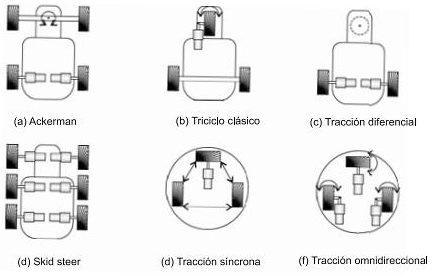 (a) Ackerman
(b) Triciclo clásico
(c) Tracción diferencial
(d) Skid steer
(d) Tracción síncrona
(f) Tracción omnidireccional